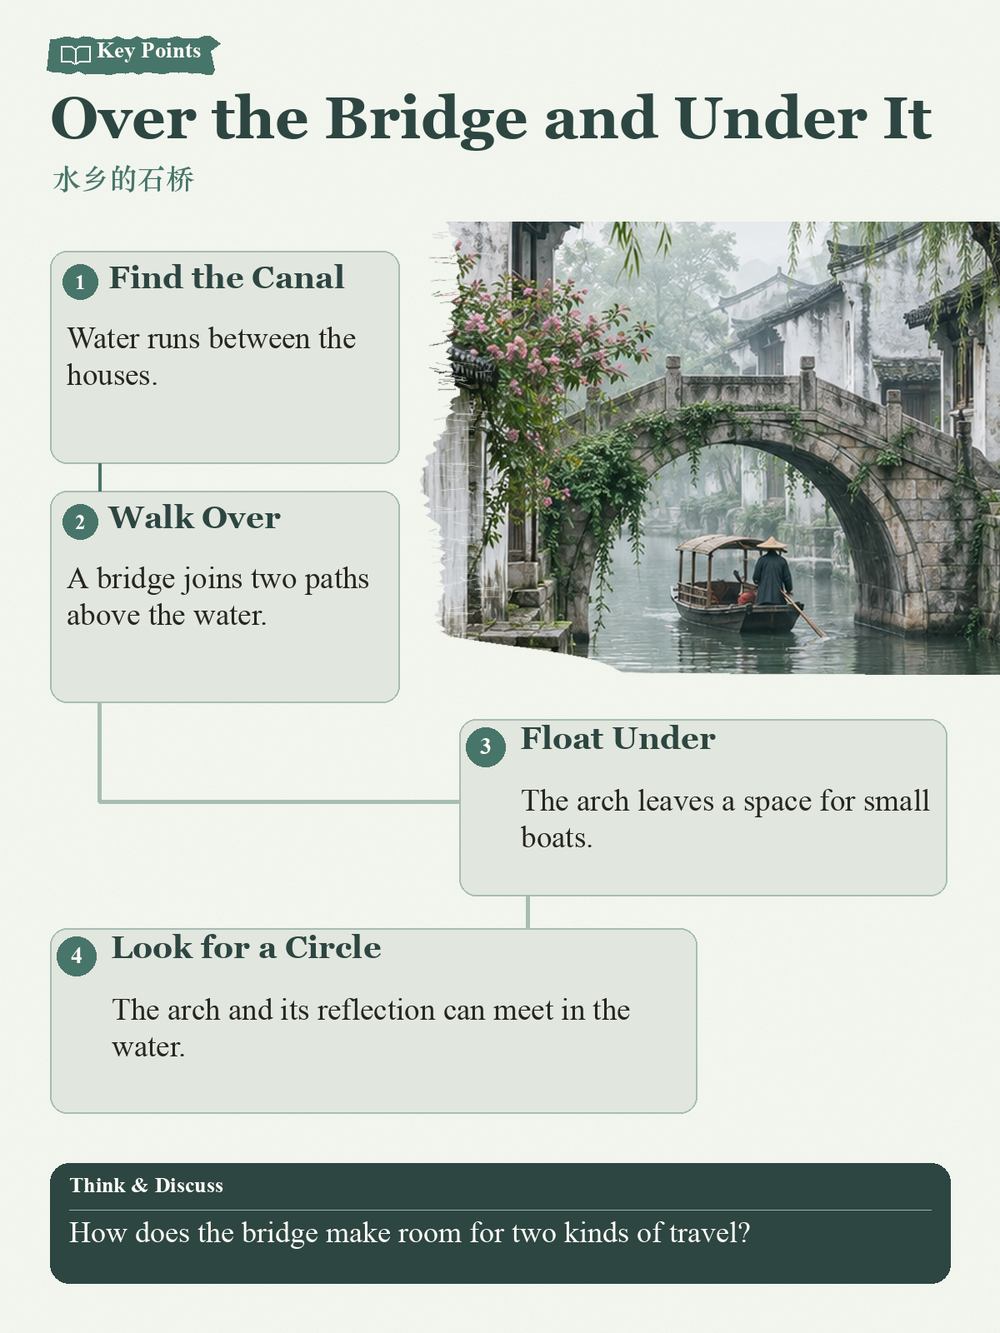 Key Points
Over the Bridge and Under It
水乡的石桥
1 Find the Canal
Water runs between the
houses.
2 Walk Over
A bridge joins two paths
above the water.
3 Float Under
The arch leaves a space for small
boats.
4 Look for a Circle
The arch and its reflection can meet in the
water.
Think & Discuss
How does the bridge make room for two kinds of travel?